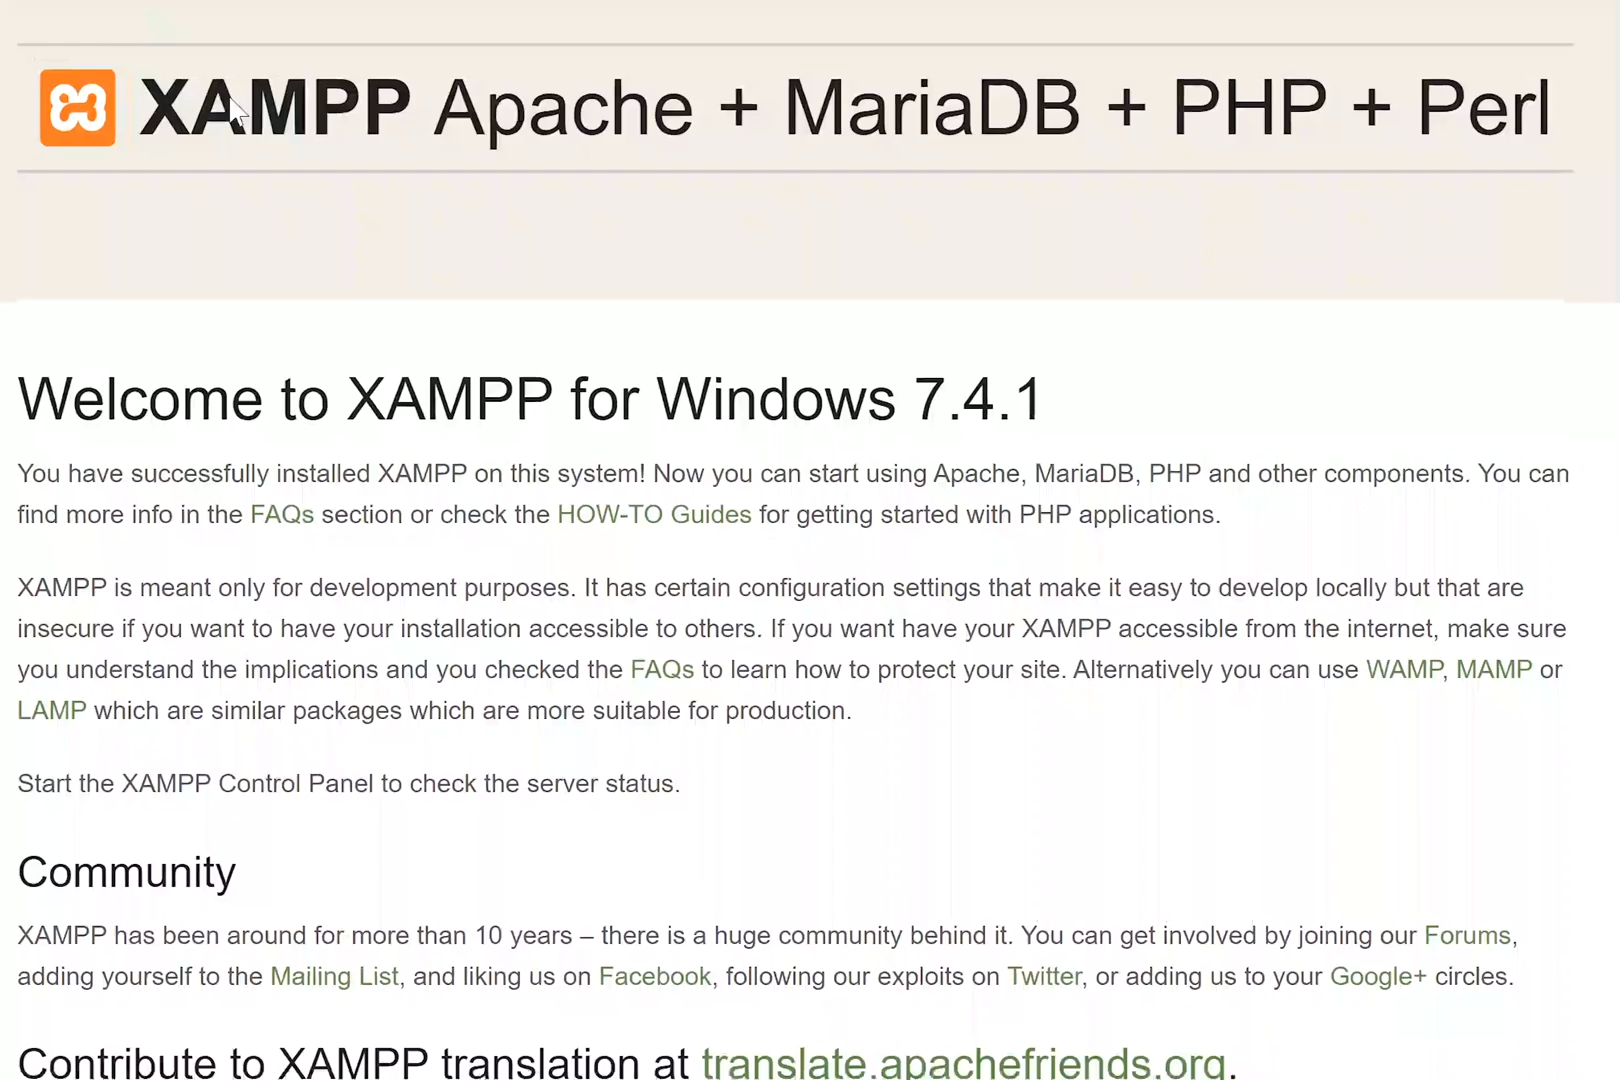 XAMPP Apache + MariaDB + PHP + Perl
Welcome to XAMPP for Windows 7.4.1
You have successfully installed XAMPP on this system! Now you can start using Apache, MariaDB, PHP and other components. You can
find more info in the FAQs section or check the HOW-TO Guides for getting started with PHP applications.
XAMPP is meant only for development purposes. It has certain configuration settings that make it easy to develop locally but that are
insecure if you want to have your installation accessible to others. If you want have your XAMPP accessible from the internet, make sure
you understand the implications and you checked the FAQs to learn how to protect your site. Alternatively you can use WAMP, MAMP or
LAMP which are similar packages which are more suitable for production.
Start the XAMPP Control Panel to check the server status.
Community
XAMPP has been around for more than 10 years – there is a huge community behind it. You can get involved by joining our Forums,
adding yourself to the Mailing List, and liking us on Facebook, following our exploits on Twitter, or adding us to your Google+ circles.
Contribute to XAMPP translation at translate.apachefriends.org.